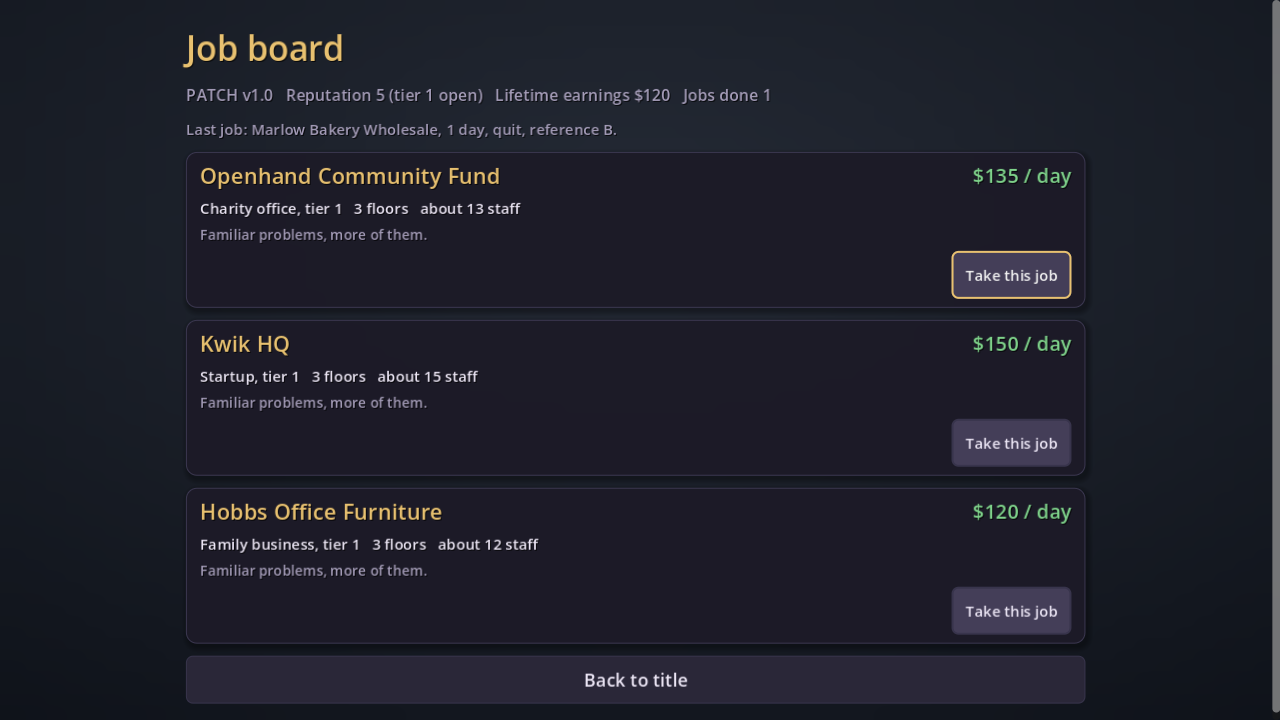 Job board
PATCH v1.0 Reputation 5 (tier 1 open) Lifetime earnings $120 Jobs done 1
Last job: Marlow Bakery Wholesale, 1 day, quit, reference B.
Openhand Community Fund $135 / day
Charity office, tier 1 3 floors about 13 staff
Familiar problems, more of them.
Take this job
Kwik HQ $150 / day
Startup, tier 1 3 floors about 15 staff
Familiar problems, more of them.
Take this job
Hobbs Office Furniture $120 / day
Family business, tier 1 3 floors about 12 staff
Familiar problems, more of them.
Take this job
Back to title